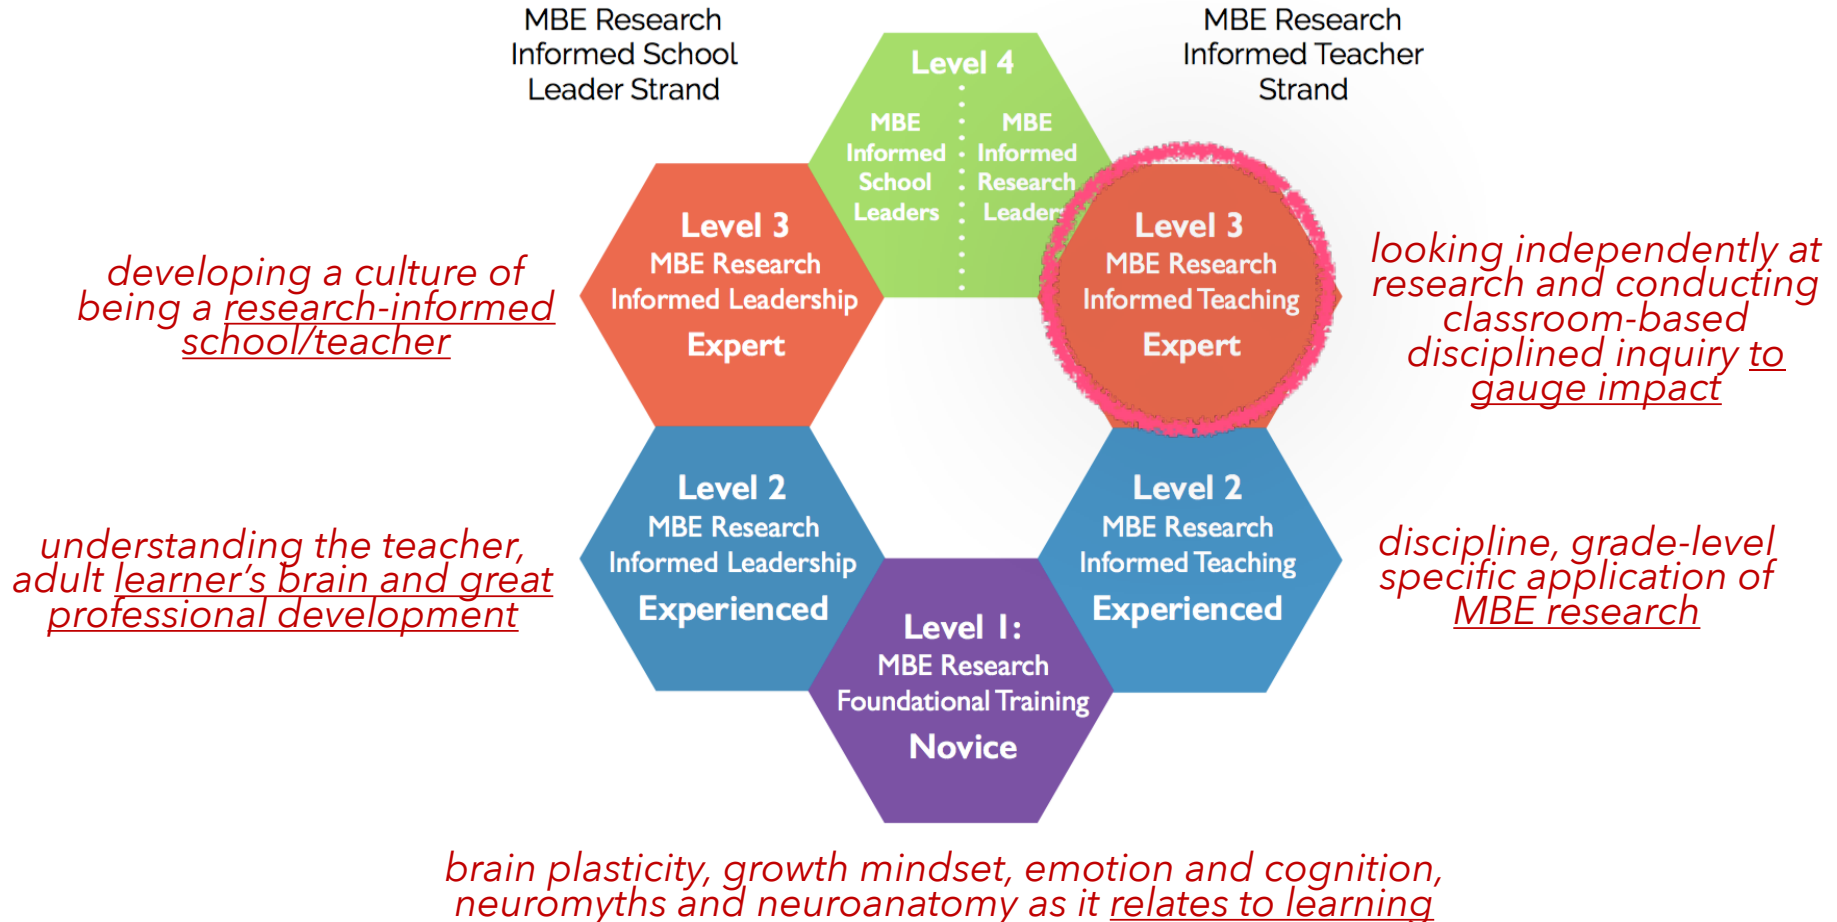 MBE Research
Informed School
Leader Strand
MBE Research
Informed Teacher
Strand
Level 4
MBE
Informed
School
Leaders
MBE
Informed
Research
Leaders
Level 3
MBE Research
Informed Leadership
Expert
Level 3
MBE Research
Informed Teaching
Expert
developing a culture of
being a research-informed
school/teacher
looking independently at
research and conducting
classroom-based
disciplined inquiry to
gauge impact
Level 2
MBE Research
Informed Leadership
Experienced
Level 2
MBE Research
Informed Teaching
Experienced
understanding the teacher,
adult learner's brain and great
professional development
discipline, grade-level
specific application of
MBE research
Level 1:
MBE Research
Foundational Training
Novice
brain plasticity, growth mindset, emotion and cognition,
neuromyths and neuroanatomy as it relates to learning